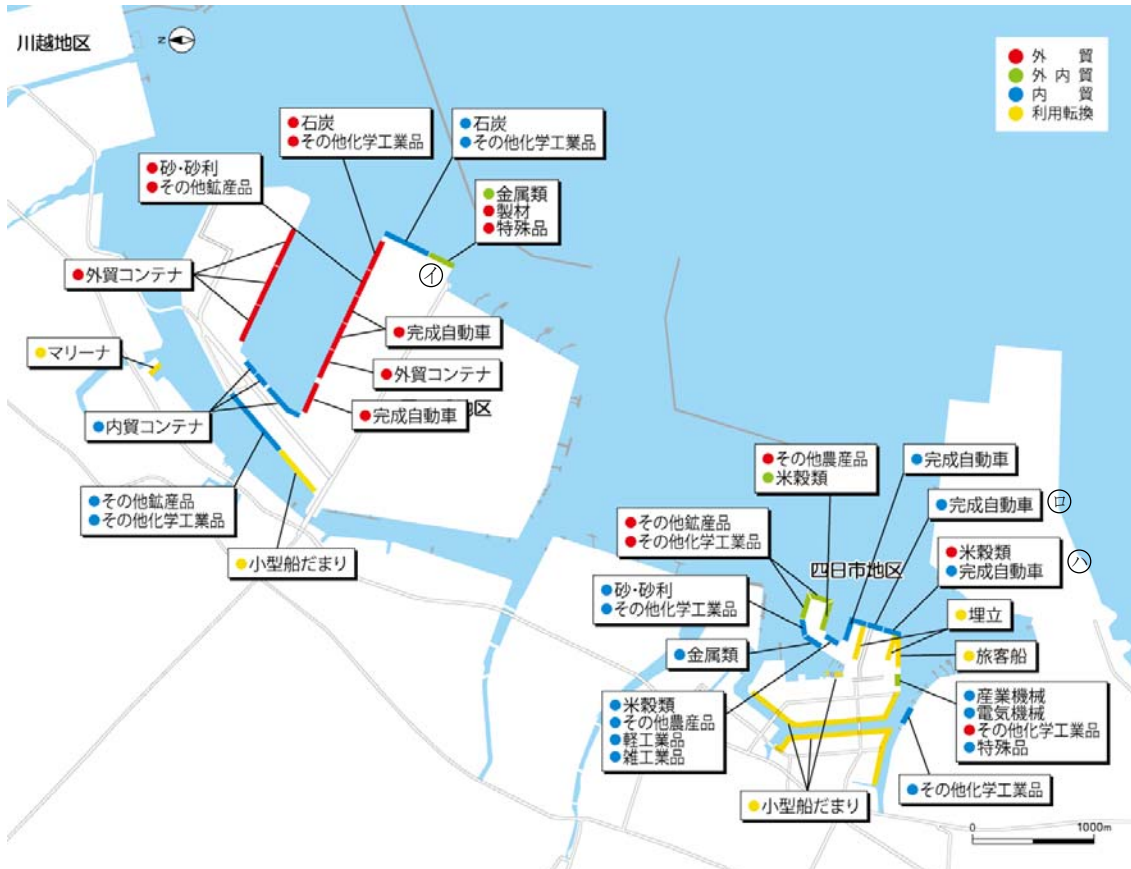 川越地区
N
●外貿
●外内貿
●内貿
●利用転換
●石炭
●その他化学工業品
●石炭
●その他化学工業品
●砂・砂利
●その他鉱産品
●金属類
●製材
●特殊品
㋑
●外貿コンテナ
●完成自動車
●マリーナ
●外貿コンテナ
●完成自動車
地区
●内貿コンテナ
●その他農産品
●米穀類
●完成自動車
●その他鉱産品
●その他化学工業品
●完成自動車
㋺
●その他鉱産品
●その他化学工業品
●米穀類
●完成自動車
㋩
●小型船だまり
四日市地区
●砂・砂利
●その他化学工業品
●埋立
●金属類
●旅客船
●米穀類
●その他農産品
●軽工業品
●雑工業品
●産業機械
●電気機械
●その他化学工業品
●特殊品
●その他化学工業品
●小型船だまり
0 1000m